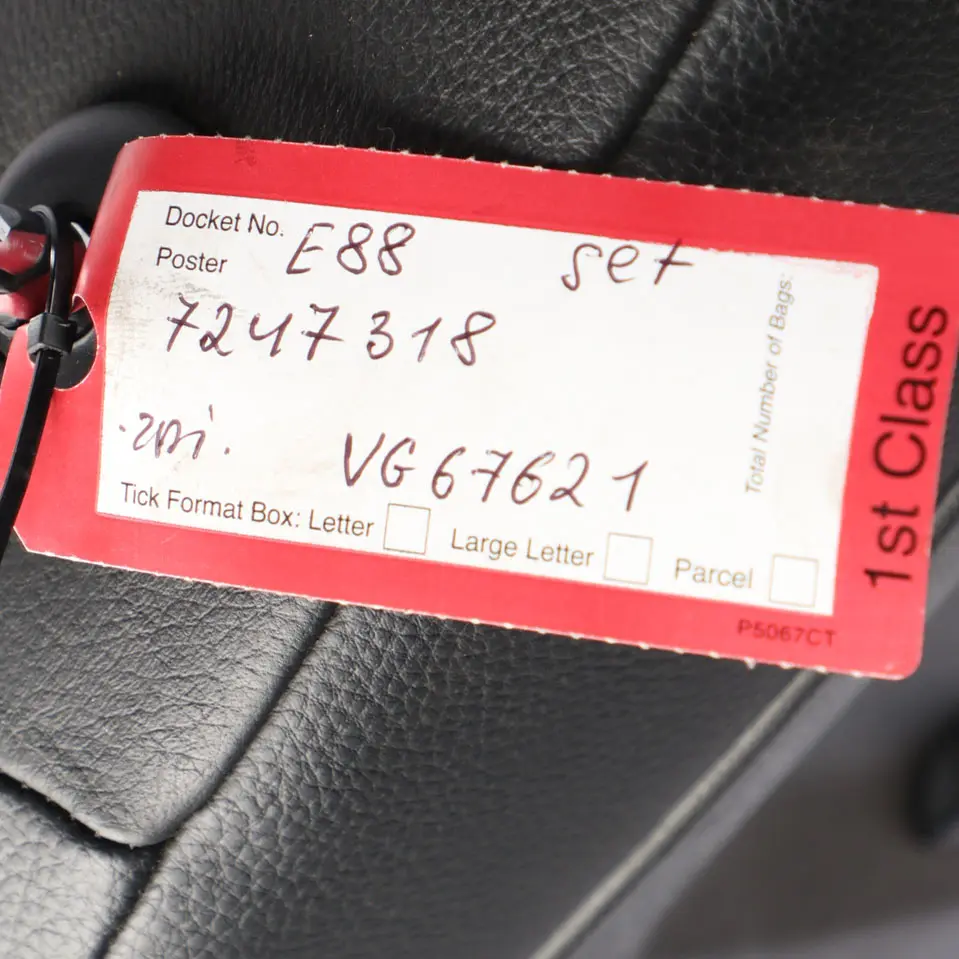 Docket No. E88 set
Poster
7247318
VG67621
Total Number of Bags:
Tick Format Box: Letter Large Letter Parcel
1st Class
P5067CT